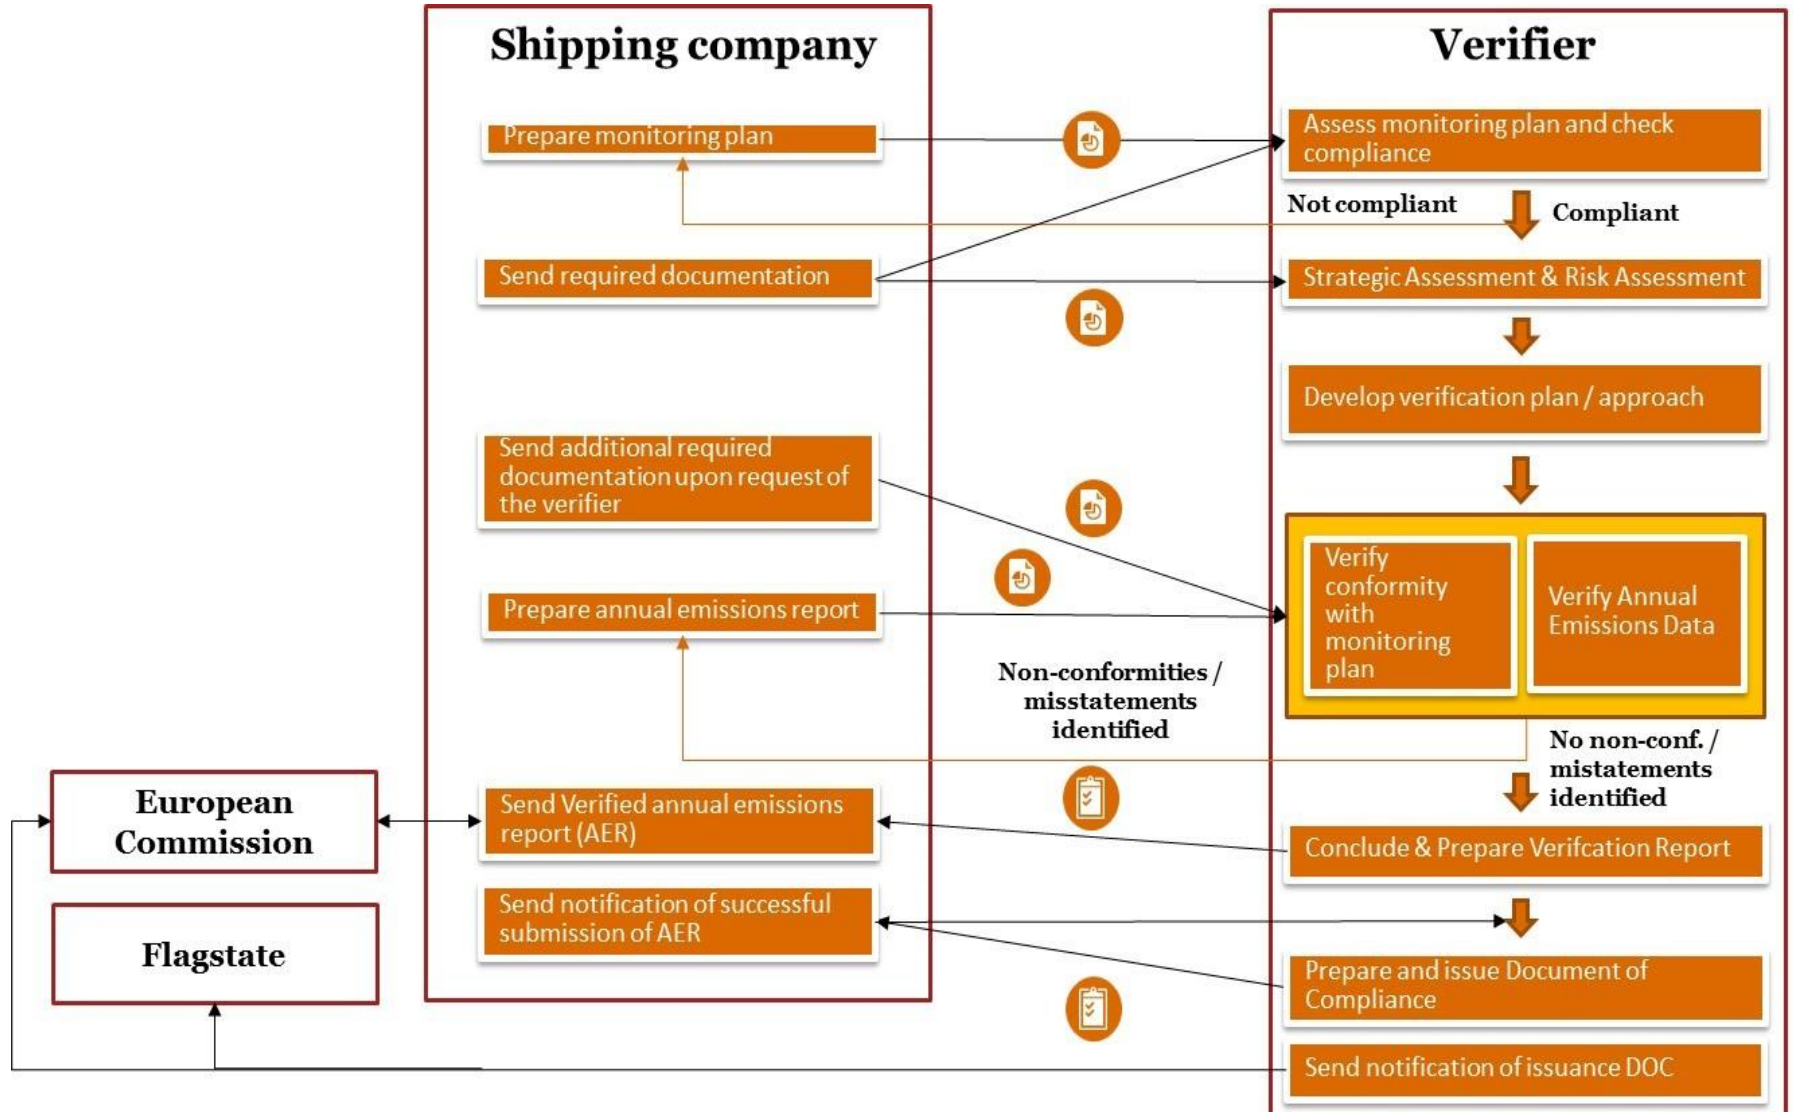 Shipping company
Verifier
Prepare monitoring plan
Assess monitoring plan and check
compliance
Not compliant
Compliant
Send required documentation
Strategic Assessment & Risk Assessment
Develop verification plan / approach
Send additional required
documentation upon request of
the verifier
Verify
conformity
with
monitoring
plan
Verify Annual
Emissions Data
Prepare annual emissions report
Non-conformities /
misstatements
identified
No non-conf. /
mistatements
identified
European
Commission
Send Verified annual emissions
report (AER)
Conclude & Prepare Verifcation Report
Flagstate
Send notification of successful
submission of AER
Prepare and issue Document of
Compliance
Send notification of issuance DOC